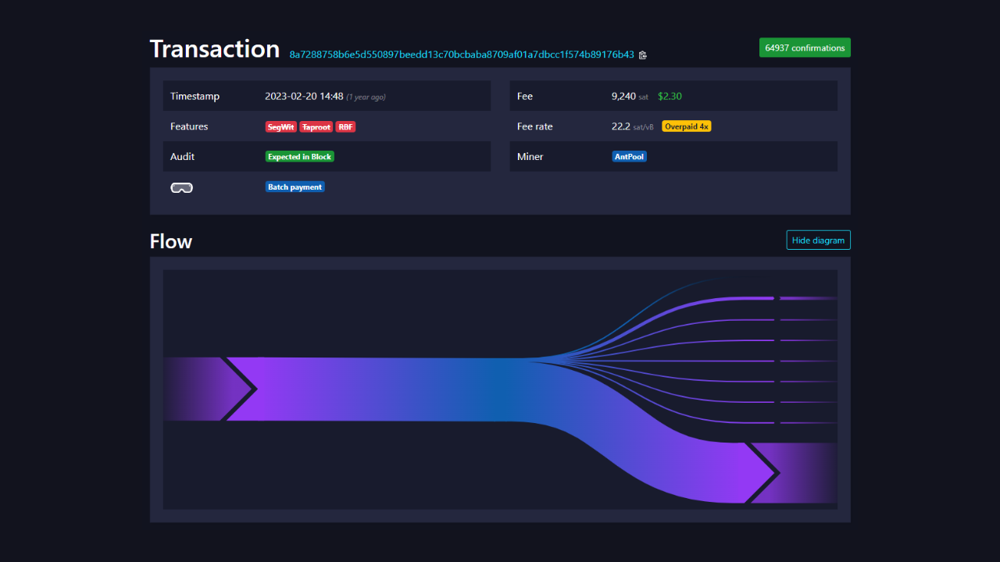 Transaction 8a7288758b6e5d550897beedd13c70bcbaba8709af01a7dbcc1f574b89176b43 64937 confirmations
Timestamp 2023-02-20 14:48 (1 year ago) Fee 9,240 sat $2.30
Features SegWit Taproot RBF Fee rate 22.2 sat/vB Overpaid 4x
Audit Expected in Block Miner AntPool
Batch payment
Flow Hide diagram